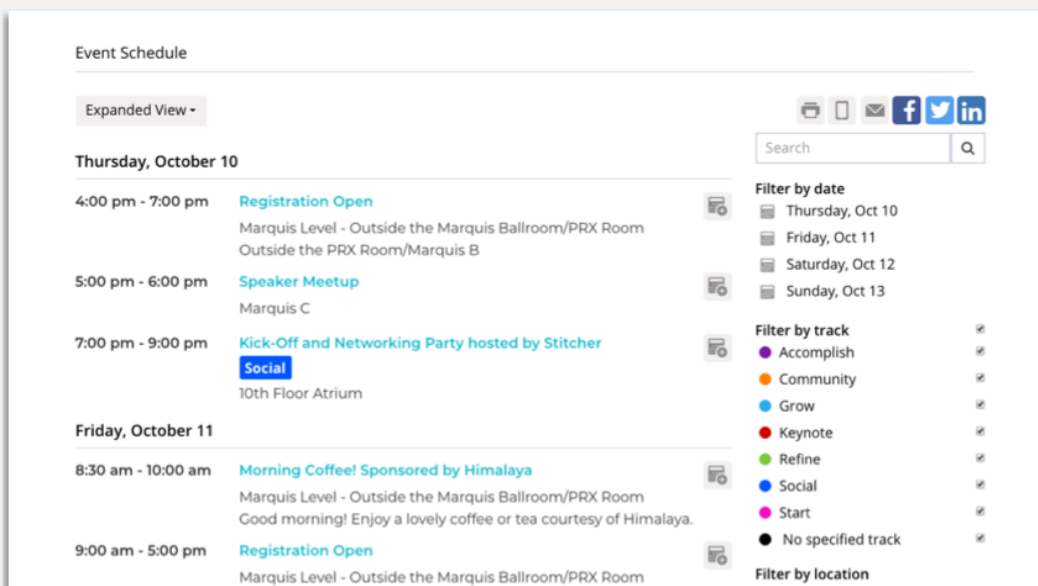 Event Schedule
Expanded View
Search
Thursday, October 10
4:00 pm - 7:00 pm
Registration Open
Marquis Level - Outside the Marquis Ballroom/PRX Room
Outside the PRX Room/Marquis B
5:00 pm - 6:00 pm
Speaker Meetup
Marquis C
7:00 pm - 9:00 pm
Kick-Off and Networking Party hosted by Stitcher
Social
10th Floor Atrium
Friday, October 11
8:30 am - 10:00 am
Morning Coffee! Sponsored by Himalaya
Marquis Level - Outside the Marquis Ballroom/PRX Room
Good morning! Enjoy a lovely coffee or tea courtesy of Himalaya.
9:00 am - 5:00 pm
Registration Open
Marquis Level - Outside the Marquis Ballroom/PRX Room
Filter by date
Thursday, Oct 10
Friday, Oct 11
Saturday, Oct 12
Sunday, Oct 13
Filter by track
Accomplish
Community
Grow
Keynote
Refine
Social
Start
No specified track
Filter by location